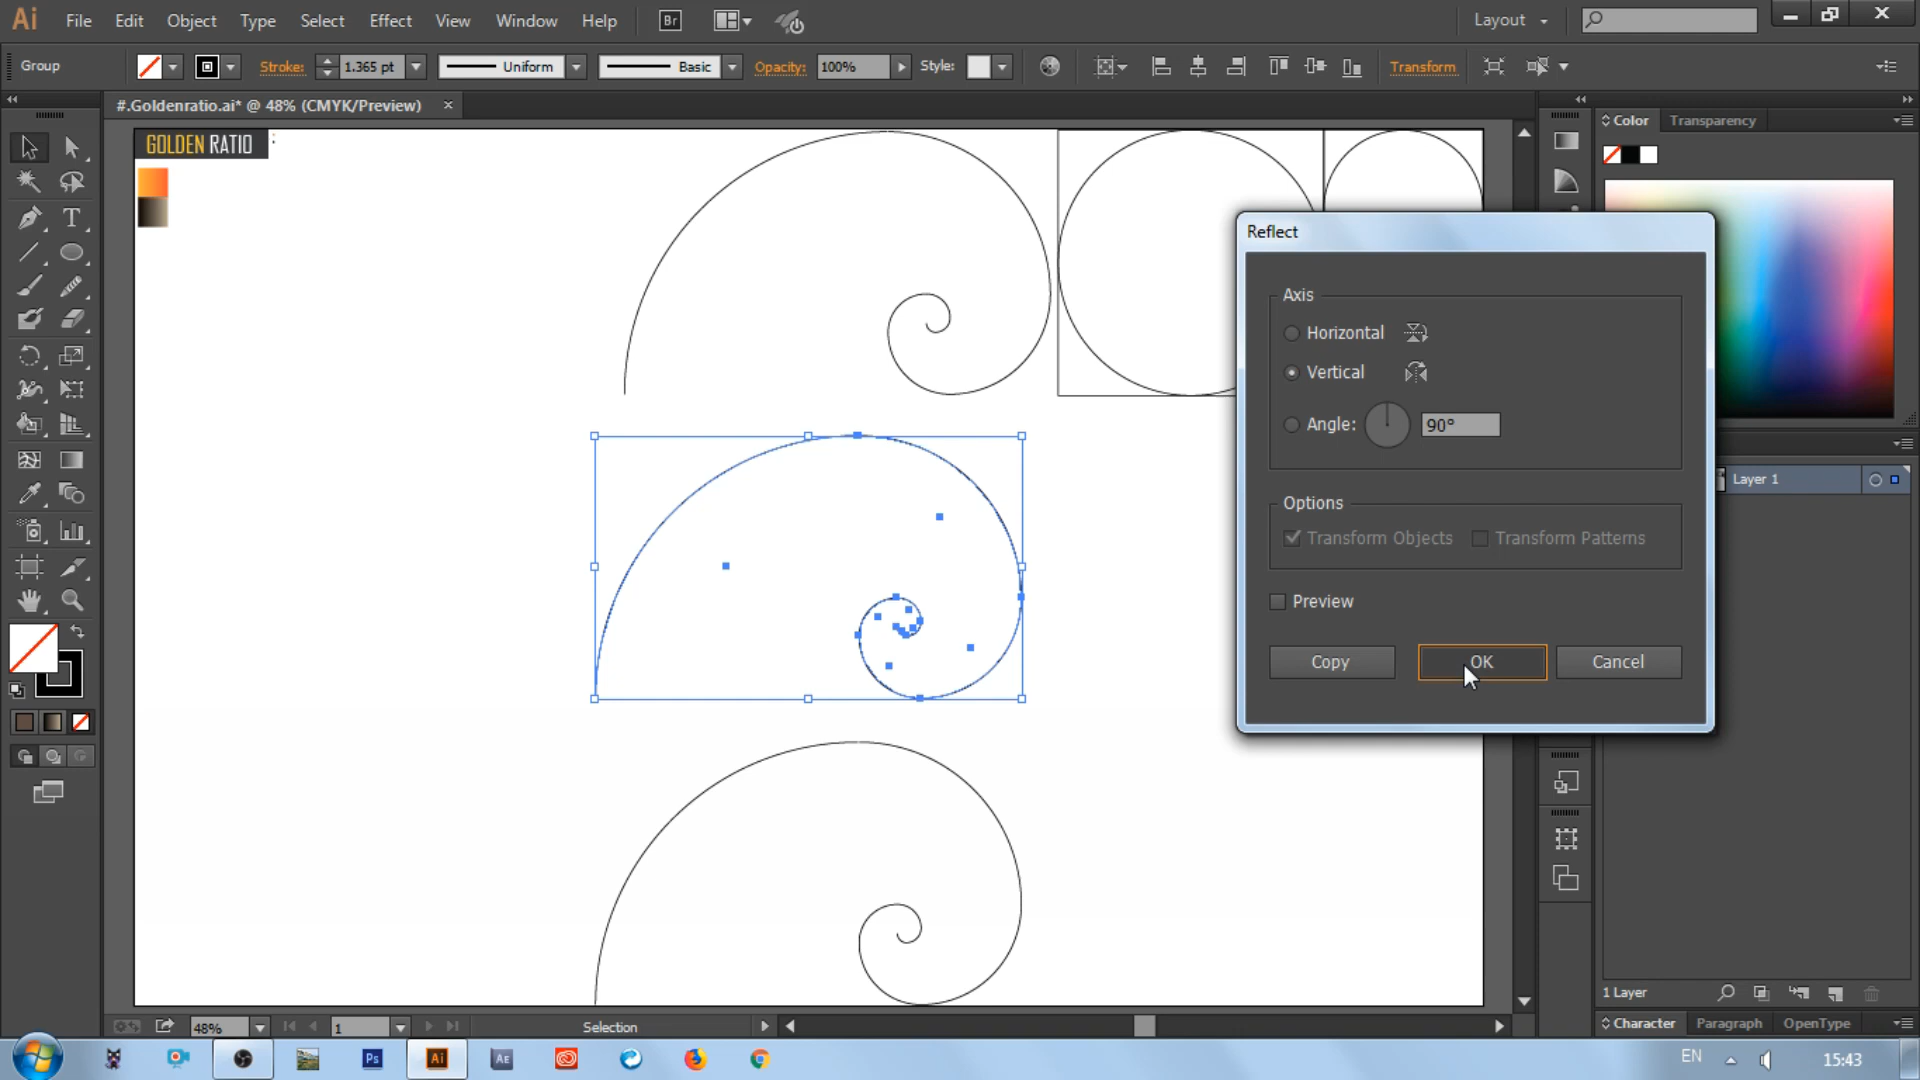 Ai File Edit Object Type Select Effect View Window Help Br Layout
Group Stroke: 1.365 pt Uniform Basic Opacity: 100% Style: Transform
#.Goldenratio.ai* @ 48% (CMYK/Preview)
Color Transparency
GOLDEN RATIO :
Reflect
Axis
Horizontal
Vertical
Angle: 90°
Options
Transform Objects Transform Patterns
Preview
Copy OK Cancel
Layer 1
1 Layer
48% 1 Selection
Character Paragraph OpenType
Ps Ai AE EN 15:43